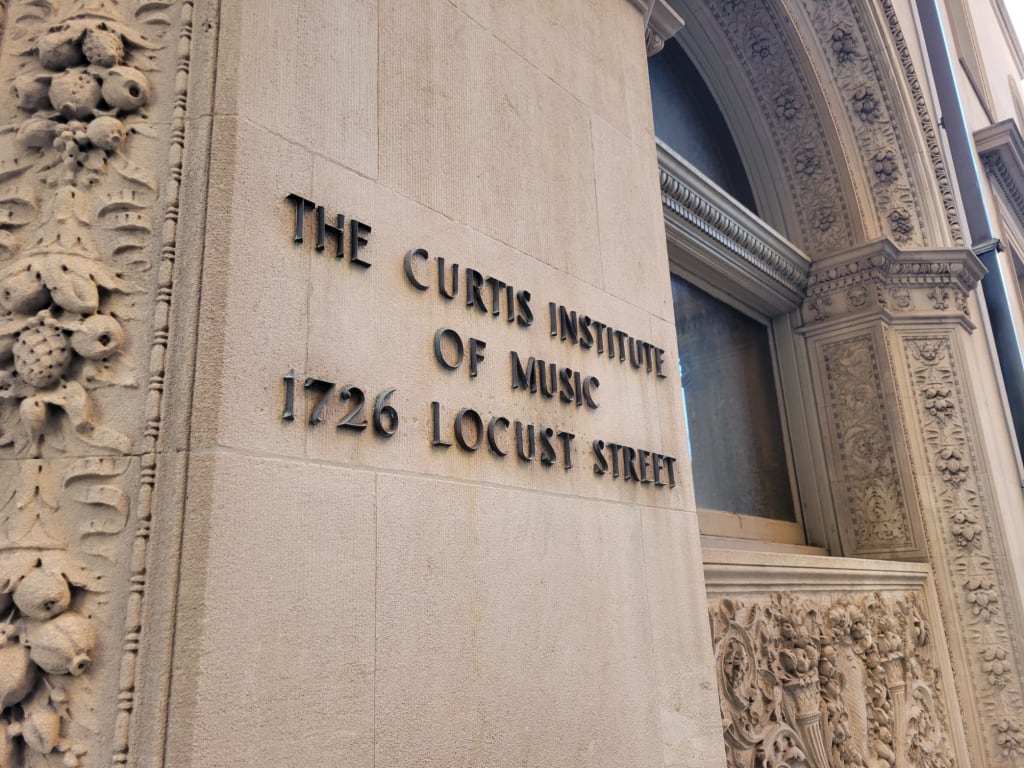 THE CURTIS INSTITUTE
OF MUSIC
1726 LOCUST STREET